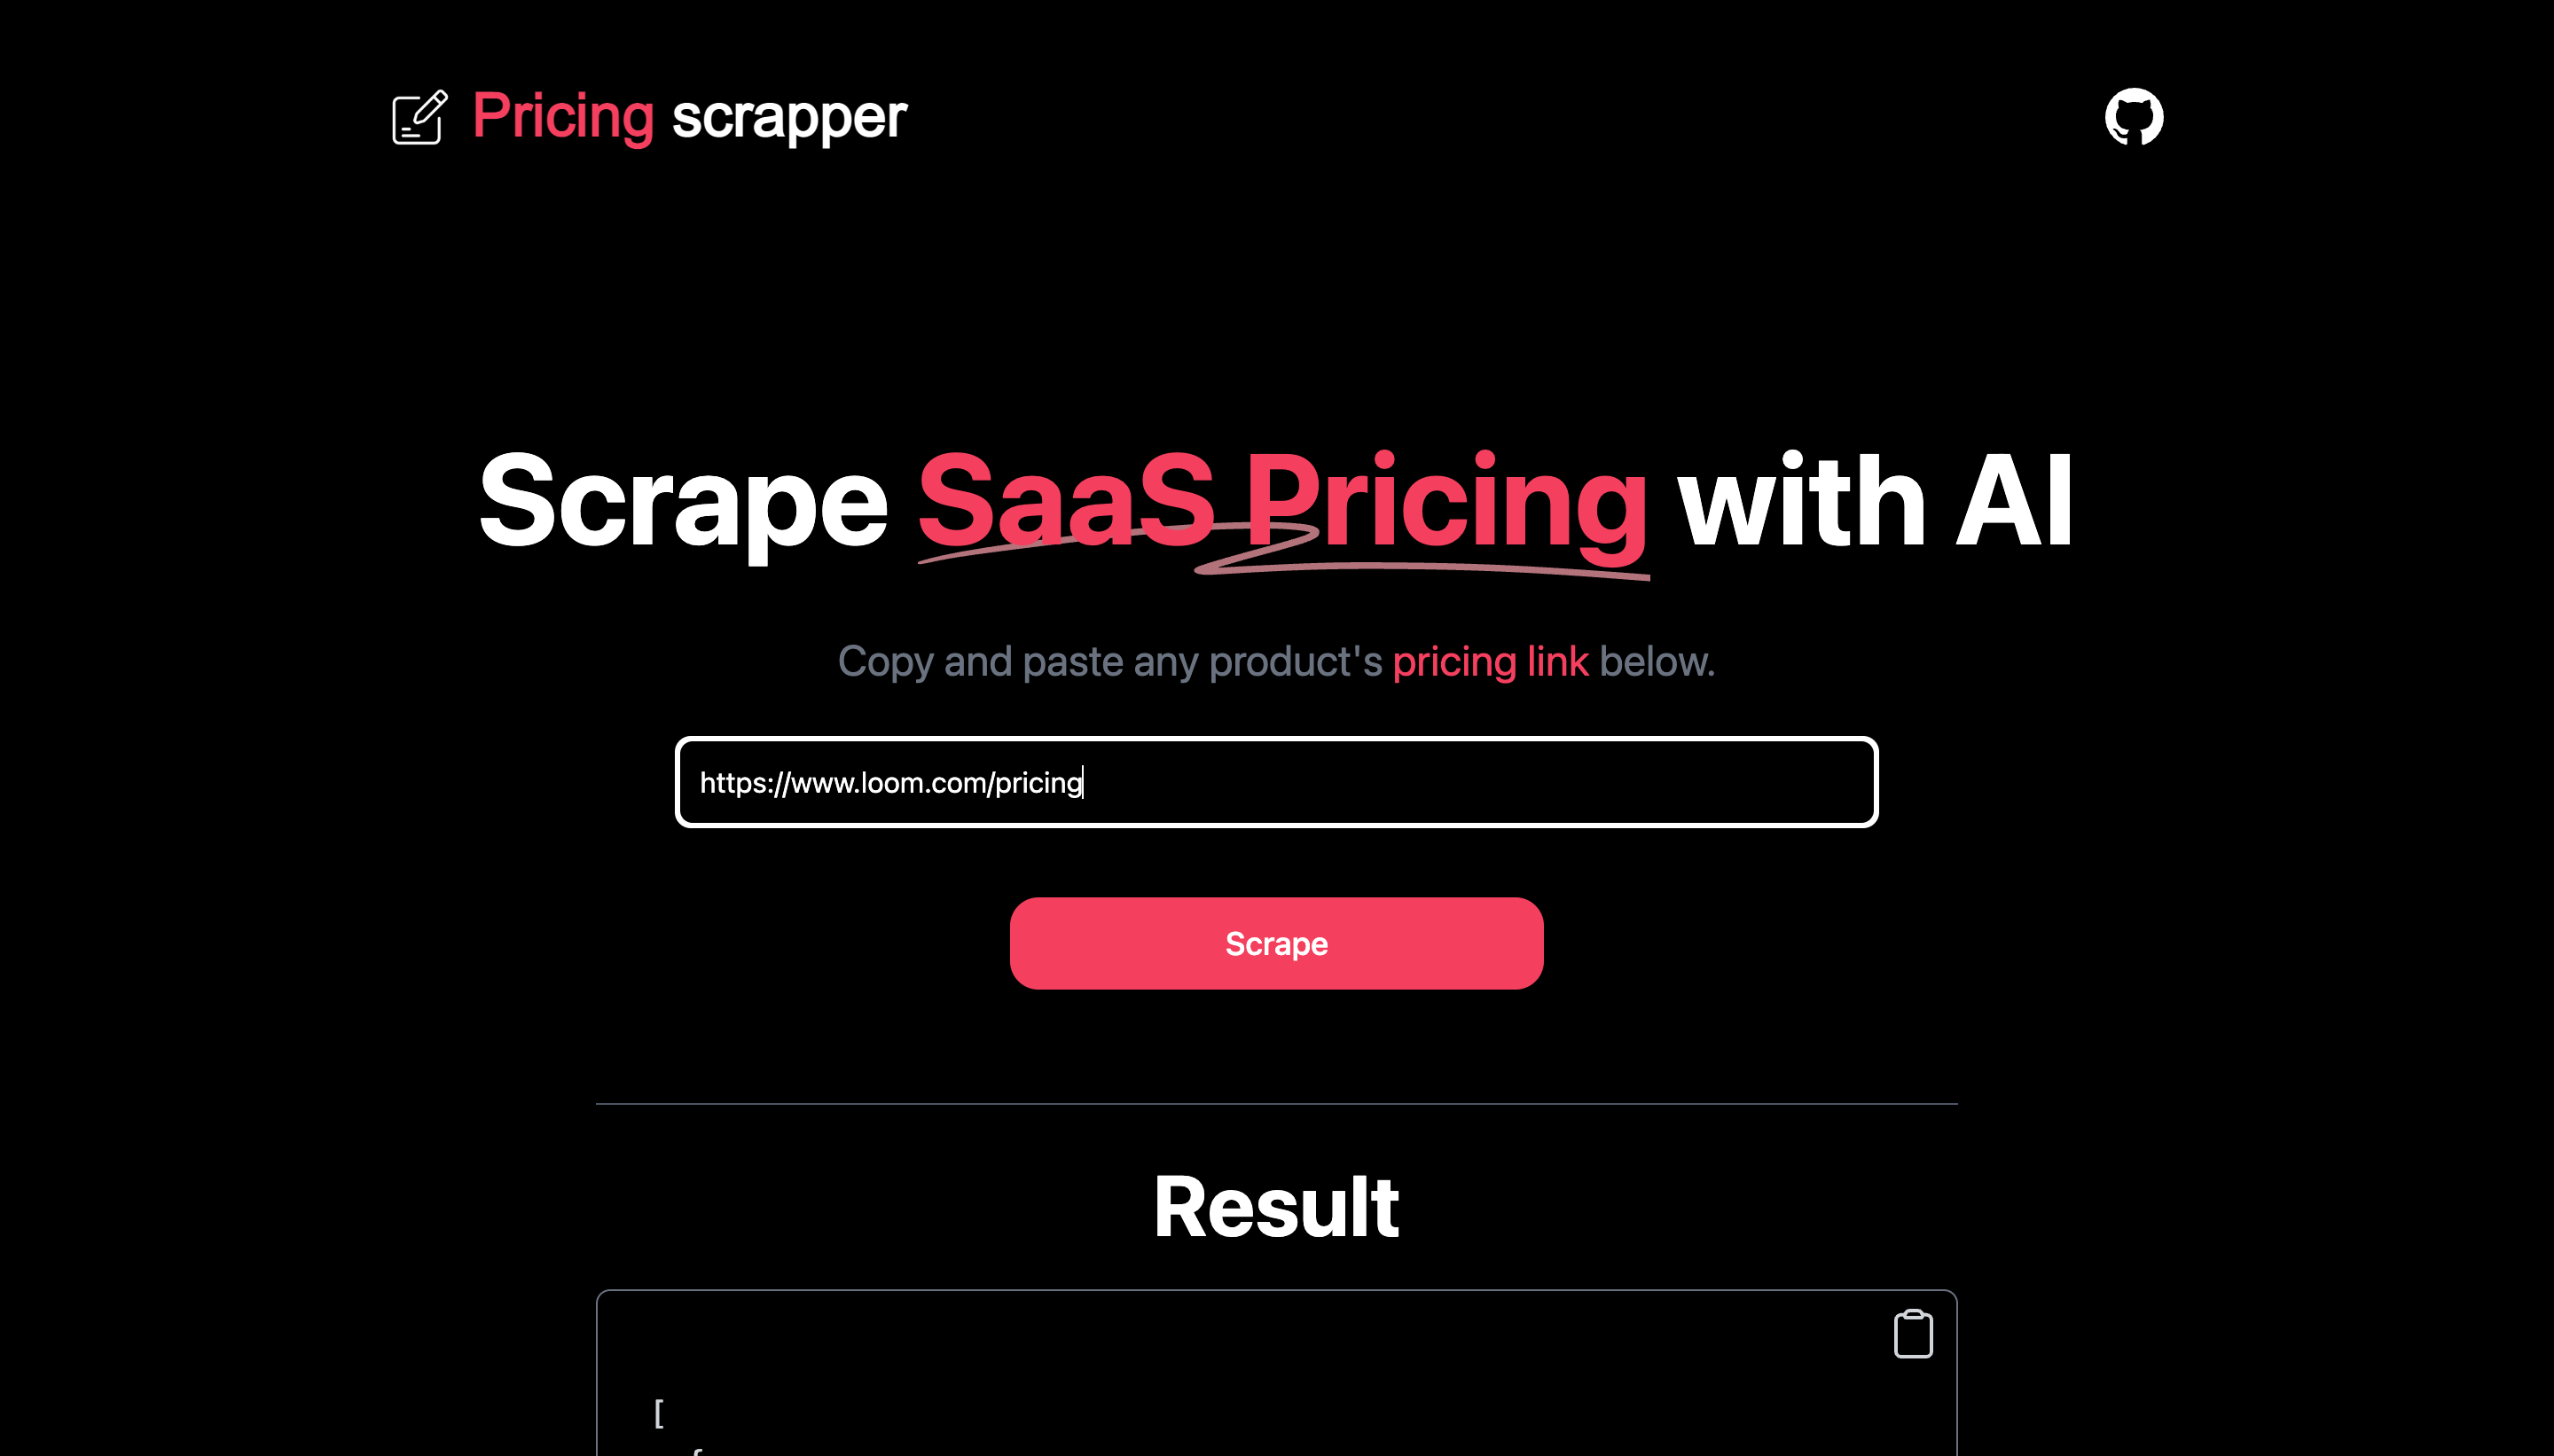 Pricing scrapper
Scrape SaaS Pricing with AI
Copy and paste any product's pricing link below.
https://www.loom.com/pricing
Scrape
Result
[